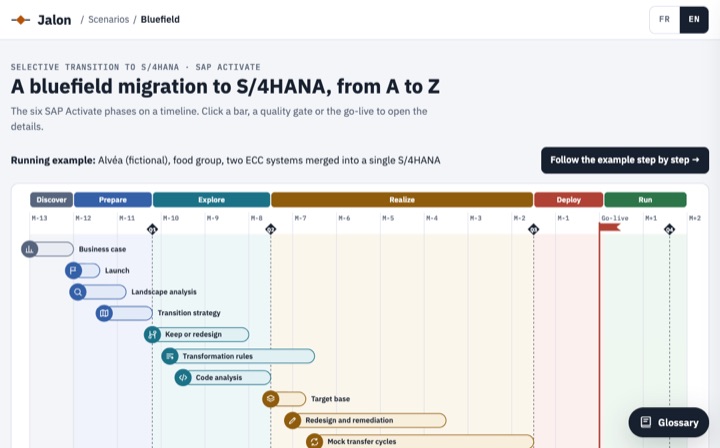 Jalon / Scenarios / Bluefield
FR EN
SELECTIVE TRANSITION TO S/4HANA · SAP ACTIVATE
A bluefield migration to S/4HANA, from A to Z
The six SAP Activate phases on a timeline. Click a bar, a quality gate or the go-live to open the
details.
Running example: Alvéa (fictional), food group, two ECC systems merged into a single S/4HANA
Follow the example step by step →
Discover Prepare Explore Realize Deploy Run
M-13 M-12 M-11 M-10 M-9 M-8 M-7 M-6 M-5 M-4 M-3 M-2 M-1 Go-live M+1 M+2
Q1 Q2 Q3 Q4
Business case
Launch
Landscape analysis
Transition strategy
Keep or redesign
Transformation rules
Code analysis
Target base
Redesign and remediation
Mock transfer cycles
Glossary